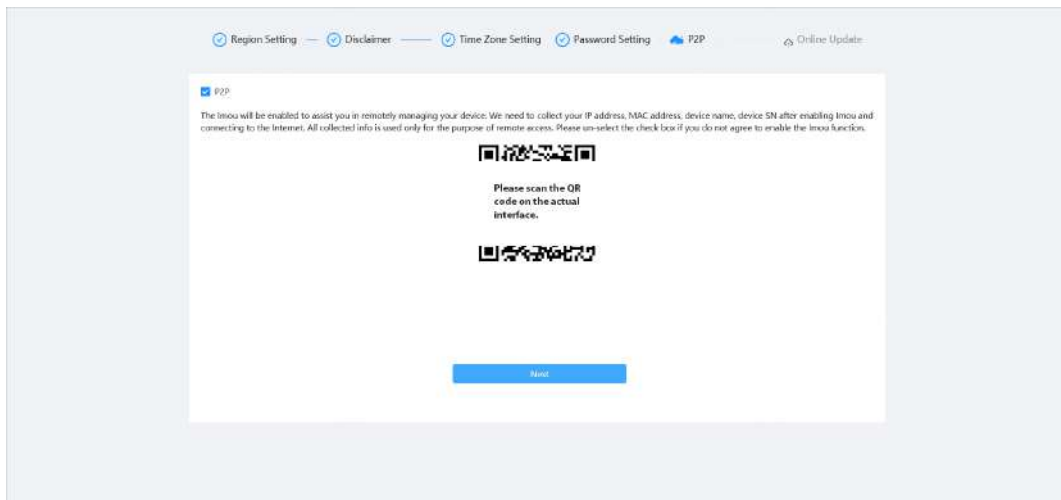 Region Setting Disclaimer Time Zone Setting Password Setting P2P Online Update
P2P
The Imou will be enabled to assist you in remotely managing your device. We need to collect your IP address, MAC address, device name, device SN after enabling Imou and
connecting to the Internet. All collected info is used only for the purpose of remote access. Please un-select the check box if you do not agree to enable the Imou function.
Please scan the QR
code on the actual
interface.
Next